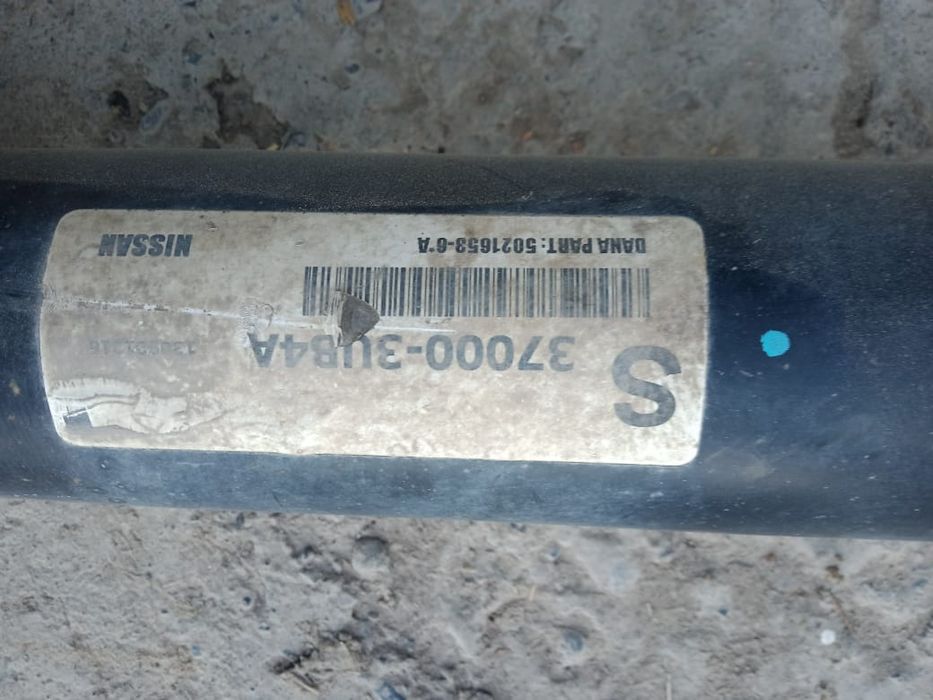 S 37000-3UB4A
DANA PART: 5021653-6*A NISSAN